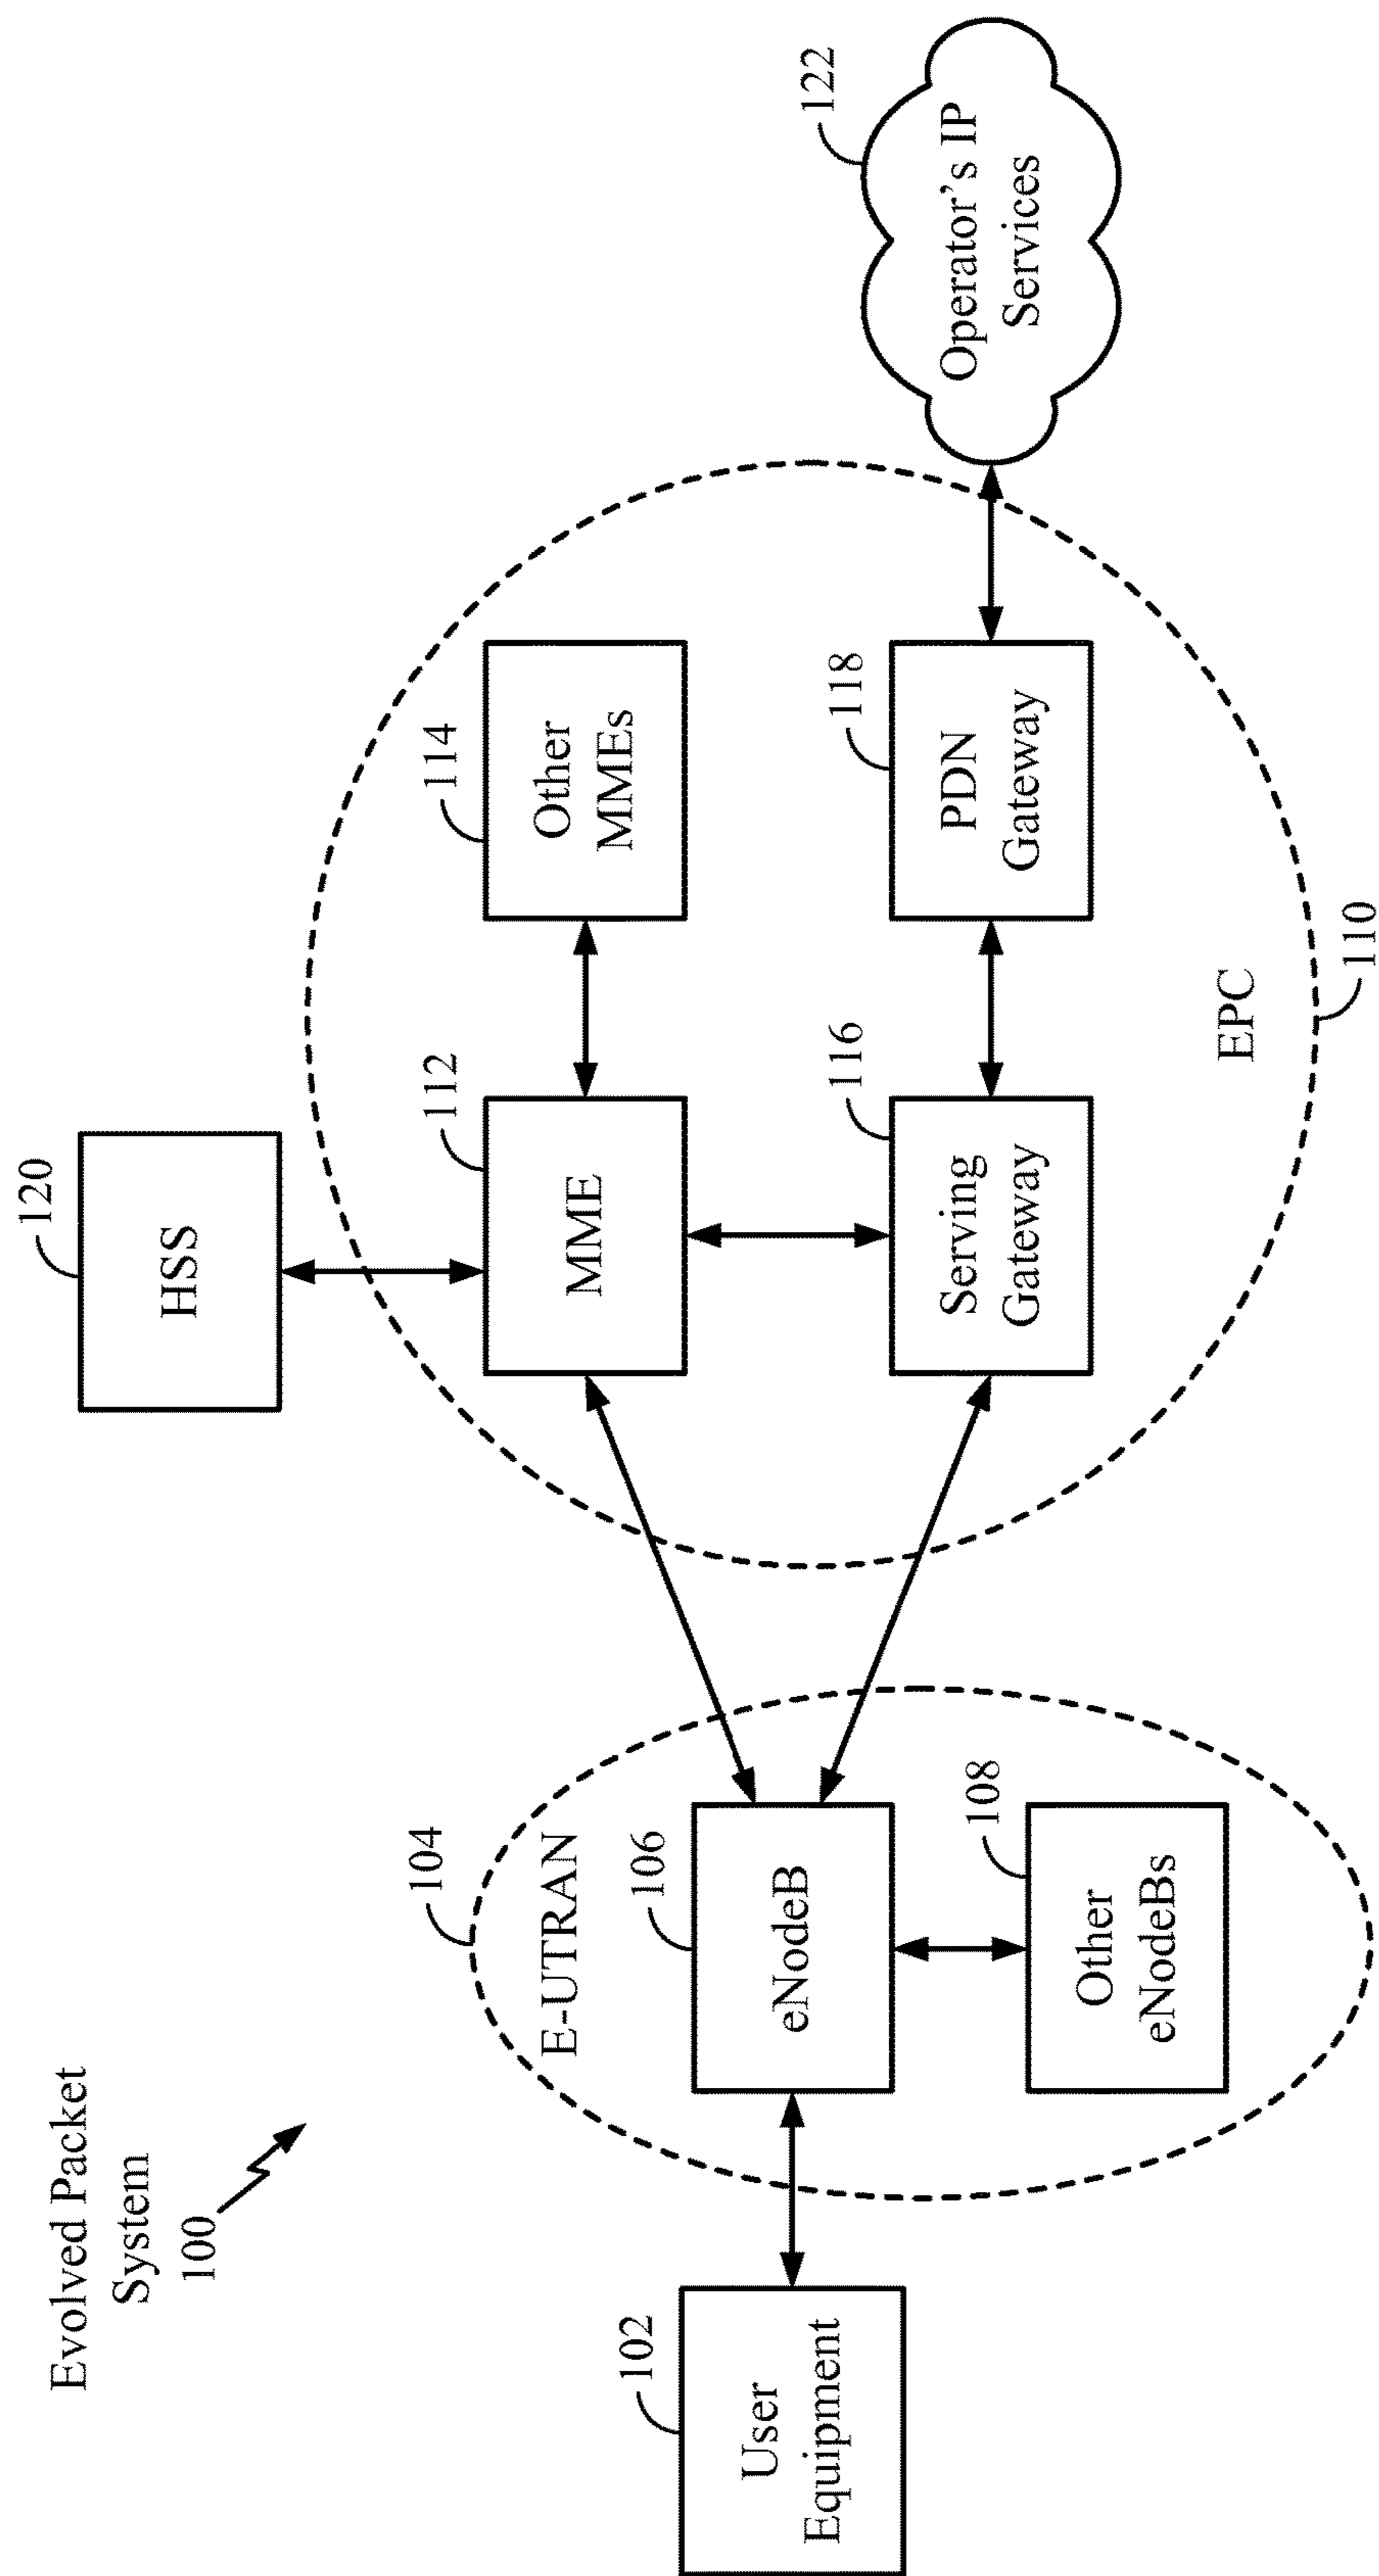 Evolved Packet
System
100
102
User
Equipment
104
E-UTRAN
106
eNodeB
108
Other
eNodeBs
120
HSS
112
MME
114
Other
MMEs
116
Serving
Gateway
118
PDN
Gateway
EPC
110
122
Operator's IP
Services